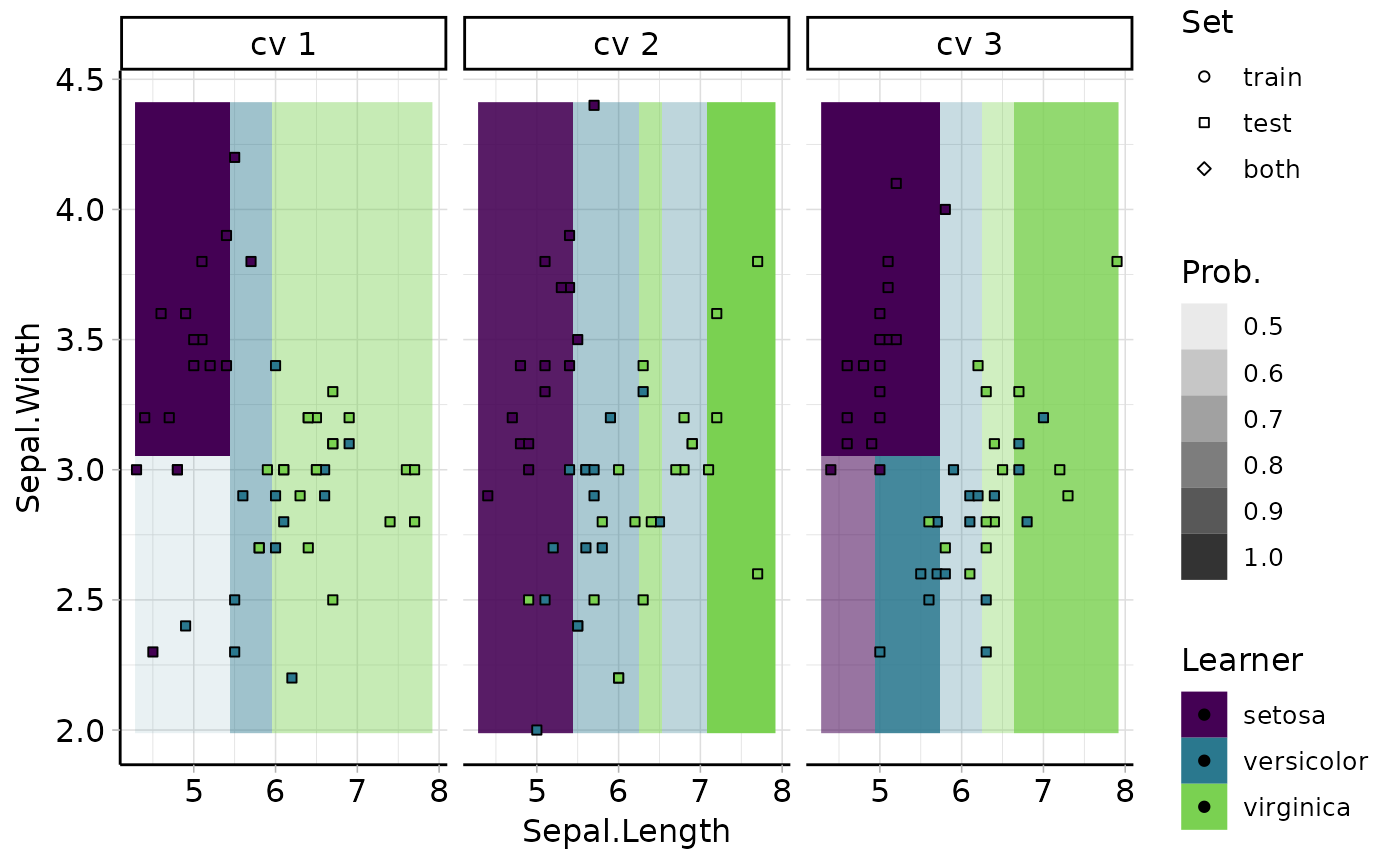 cv 1
cv 2
cv 3
4.5
4.0
3.5
3.0
2.5
2.0
Sepal.Width
5 6 7 8
5 6 7 8
5 6 7 8
Sepal.Length
Set
train
test
both
Prob.
0.5
0.6
0.7
0.8
0.9
1.0
Learner
setosa
versicolor
virginica